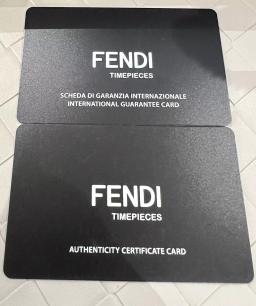 FENDI
TIMEPIECES
SCHEDA DI GARANZIA INTERNAZIONALE
INTERNATIONAL GUARANTEE CARD
FENDI
TIMEPIECES
AUTHENTICITY CERTIFICATE CARD